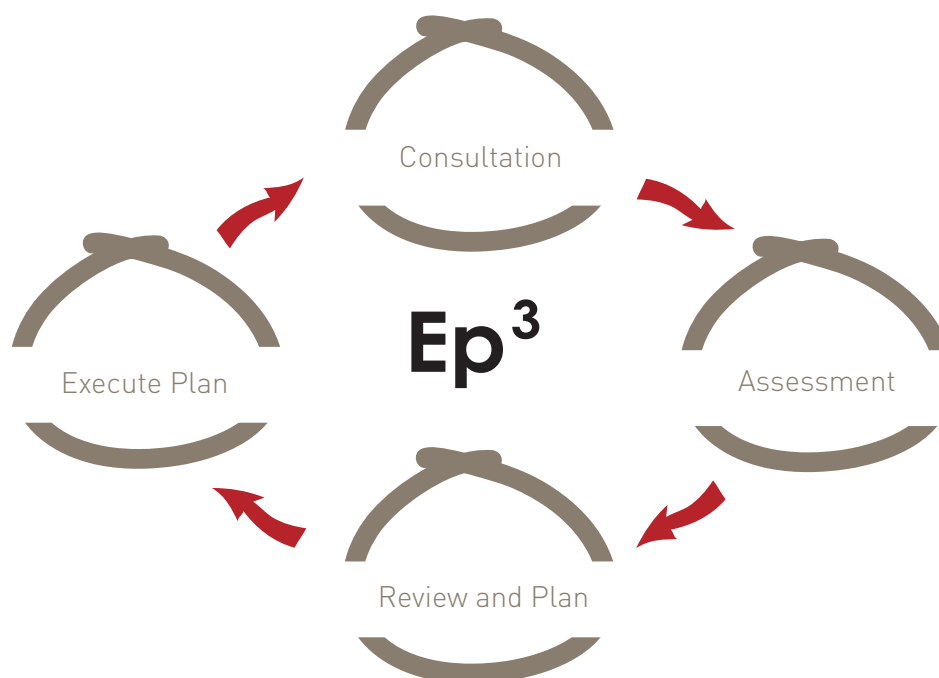 Consultation
Ep³
Execute Plan
Assessment
Review and Plan